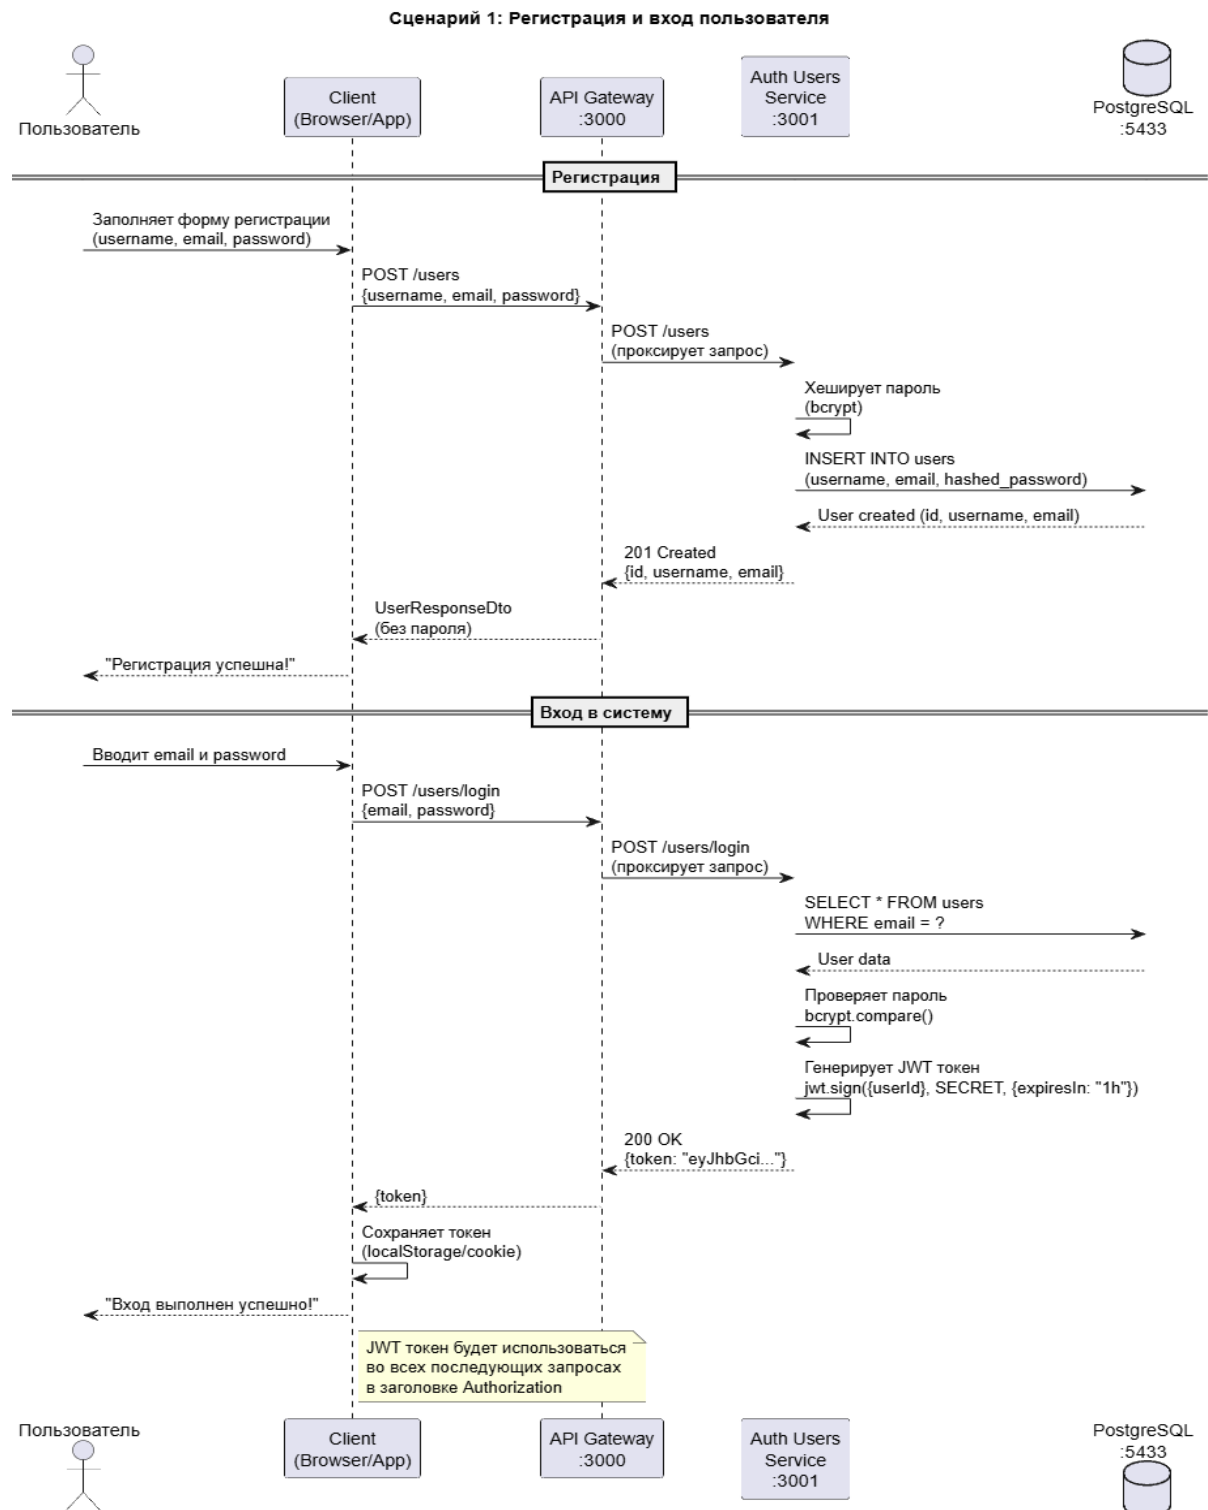 Сценарий 1: Регистрация и вход пользователя
Пользователь
Client
(Browser/App)
API Gateway
:3000
Auth Users
Service
:3001
PostgreSQL
:5433
Регистрация
Заполняет форму регистрации
(username, email, password)
POST /users
{username, email, password}
POST /users
(проксирует запрос)
Хеширует пароль
(bcrypt)
INSERT INTO users
(username, email, hashed_password)
User created (id, username, email)
201 Created
{id, username, email}
UserResponseDto
(без пароля)
"Регистрация успешна!"
Вход в систему
Вводит email и password
POST /users/login
{email, password}
POST /users/login
(проксирует запрос)
SELECT * FROM users
WHERE email = ?
User data
Проверяет пароль
bcrypt.compare()
Генерирует JWT токен
jwt.sign({userId}, SECRET, {expiresIn: "1h"})
200 OK
{token: "eyJhbGci..."}
{token}
Сохраняет токен
(localStorage/cookie)
"Вход выполнен успешно!"
JWT токен будет использоваться
во всех последующих запросах
в заголовке Authorization
Пользователь
Client
(Browser/App)
API Gateway
:3000
Auth Users
Service
:3001
PostgreSQL
:5433